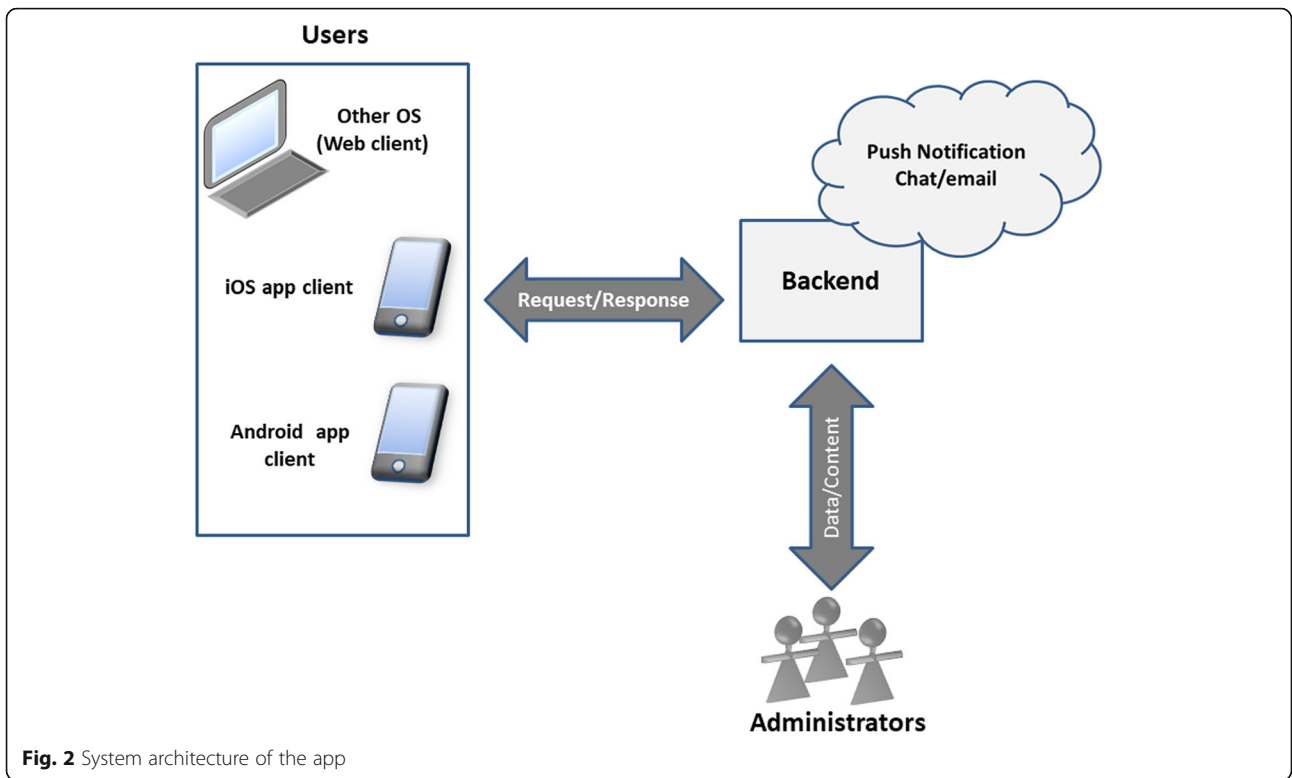 Users
Other OS
(Web client)
iOS app client
Android app
client
Request/Response
Push Notification
Chat/email
Backend
Data/Content
Administrators
Fig. 2 System architecture of the app